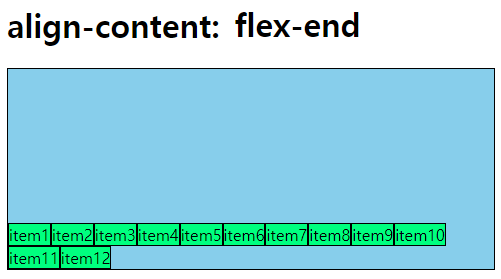 align-content: flex-end
item1 item2 item3 item4 item5 item6 item7 item8 item9 item10
item11 item12